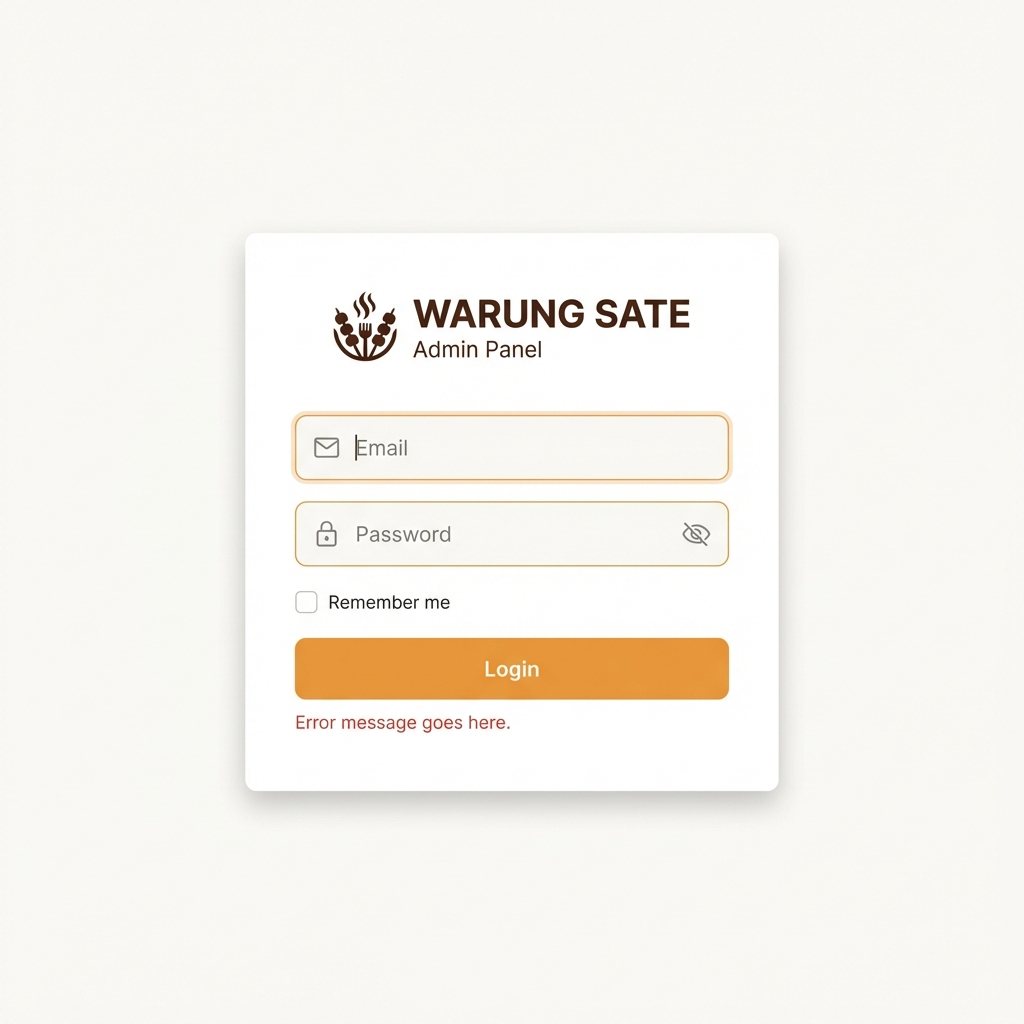 WARUNG SATE
Admin Panel
Email
Password
Remember me
Login
Error message goes here.